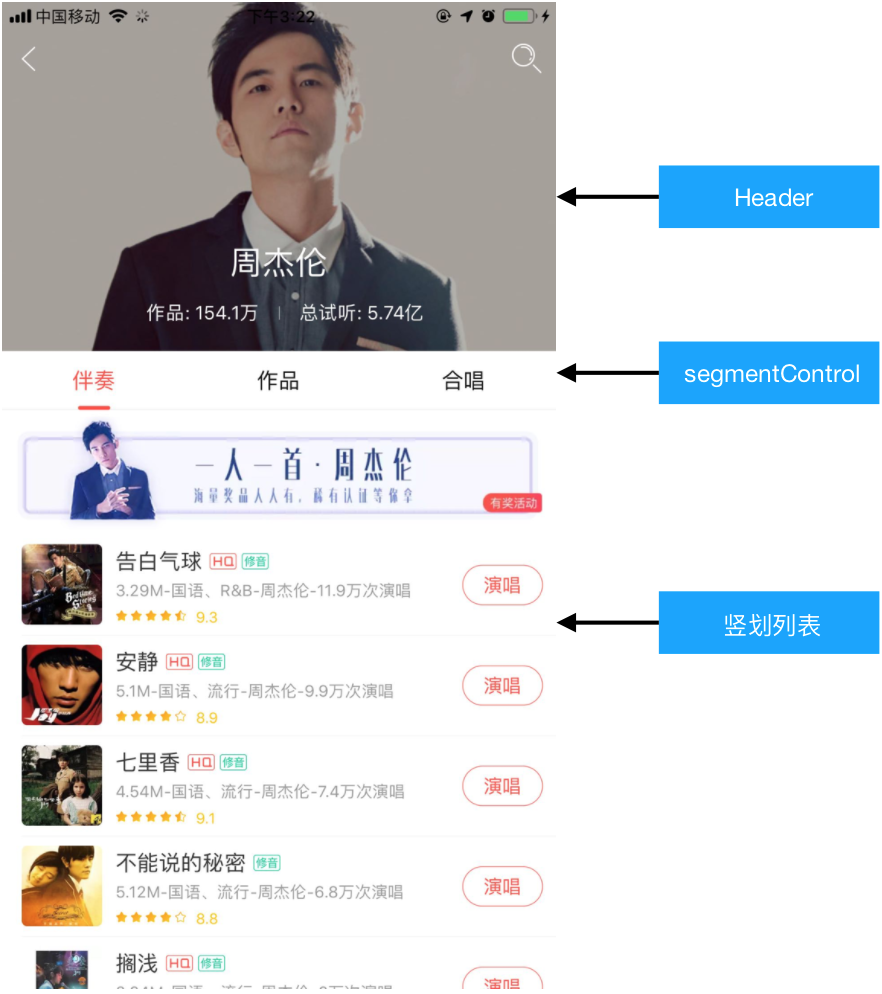 中国移动
下午3:22
Header
周杰伦
作品: 154.1万 | 总试听: 5.74亿
segmentControl
伴奏 作品 合唱
一人一首·周杰伦
海量奖品人人有,稀有认证等你拿
有奖活动
告白气球 HQ 修音
3.29M-国语、R&B-周杰伦-11.9万次演唱
9.3
演唱
竖划列表
安静 HQ 修音
5.1M-国语、流行-周杰伦-9.9万次演唱
8.9
演唱
七里香 HQ 修音
4.54M-国语、流行-周杰伦-7.4万次演唱
9.1
演唱
不能说的秘密 修音
5.12M-国语、流行-周杰伦-6.8万次演唱
8.8
演唱
搁浅 HQ 修音
演唱